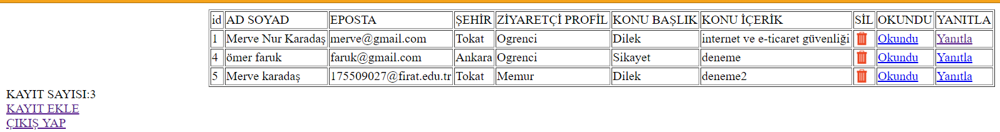 id AD SOYAD EPOSTA ŞEHİR ZİYARETÇİ PROFİL KONU BAŞLIK KONU İÇERİK SİL OKUNDU YANITLA
1 Merve Nur Karadaş merve@gmail.com Tokat Ogrenci Dilek internet ve e-ticaret güvenliği Okundu Yanıtla
4 ömer faruk faruk@gmail.com Ankara Ogrenci Sikayet deneme Okundu Yanıtla
5 Merve karadaş 175509027@firat.edu.tr Tokat Memur Dilek deneme2 Okundu Yanıtla
KAYIT SAYISI:3
KAYIT EKLE
ÇIKIŞ YAP